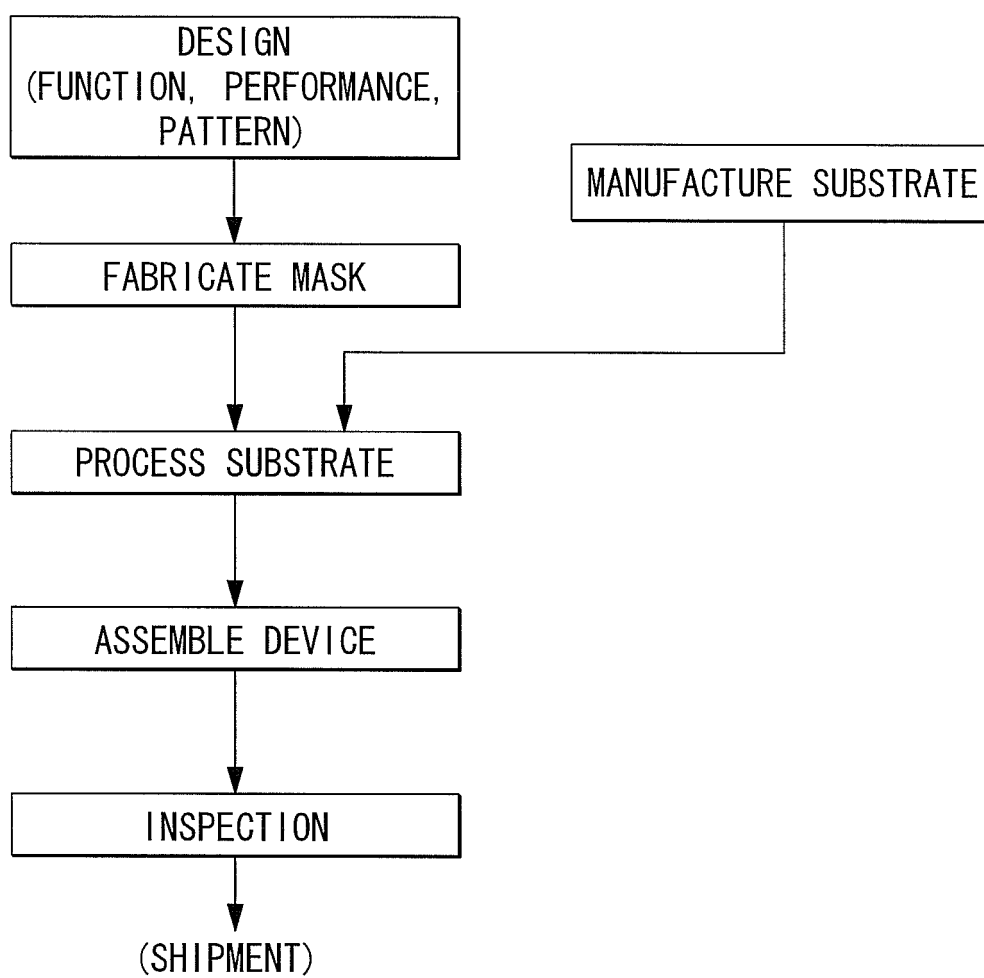 DESIGN
(FUNCTION, PERFORMANCE,
PATTERN)
MANUFACTURE SUBSTRATE
FABRICATE MASK
PROCESS SUBSTRATE
ASSEMBLE DEVICE
INSPECTION
(SHIPMENT)